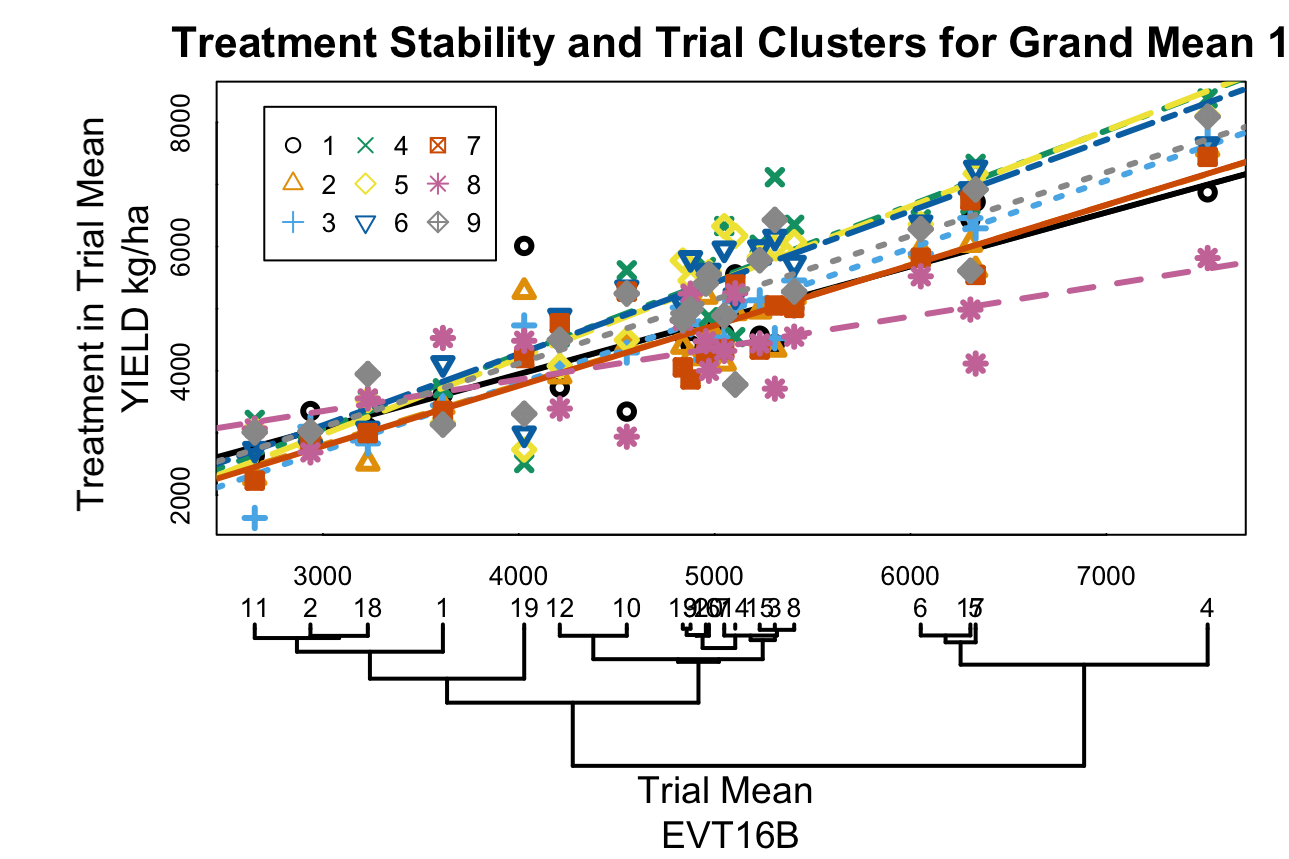 Treatment Stability and Trial Clusters for Grand Mean 1
Treatment in Trial Mean
YIELD kg/ha
2000 4000 6000 8000
1 4 7
2 5 8
3 6 9
3000 4000 5000 6000 7000
11 2 18 1 19 12 10 3 8 6 4
Trial Mean
EVT16B